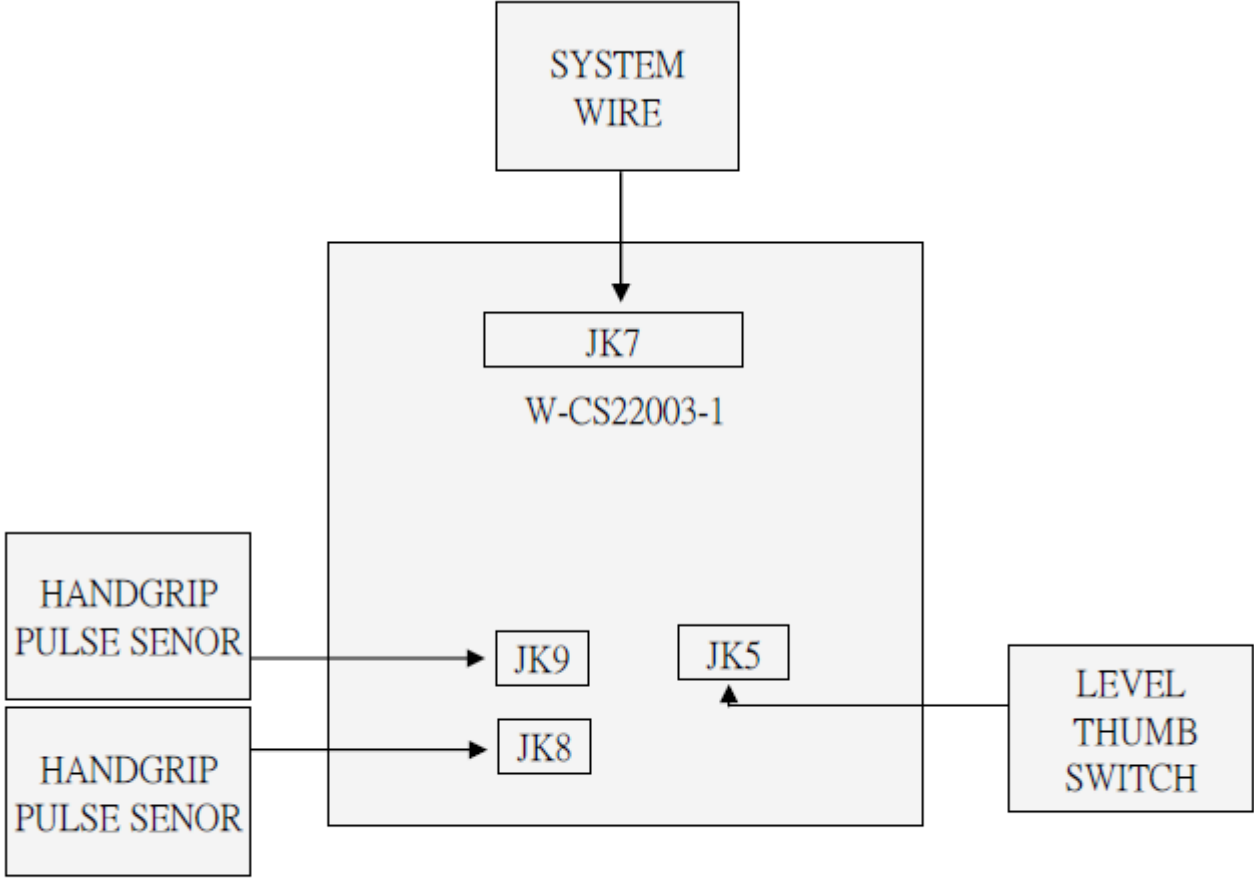 SYSTEM
WIRE
JK7
W-CS22003-1
HANDGRIP
PULSE SENOR
JK9
JK5
LEVEL
THUMB
SWITCH
HANDGRIP
PULSE SENOR
JK8